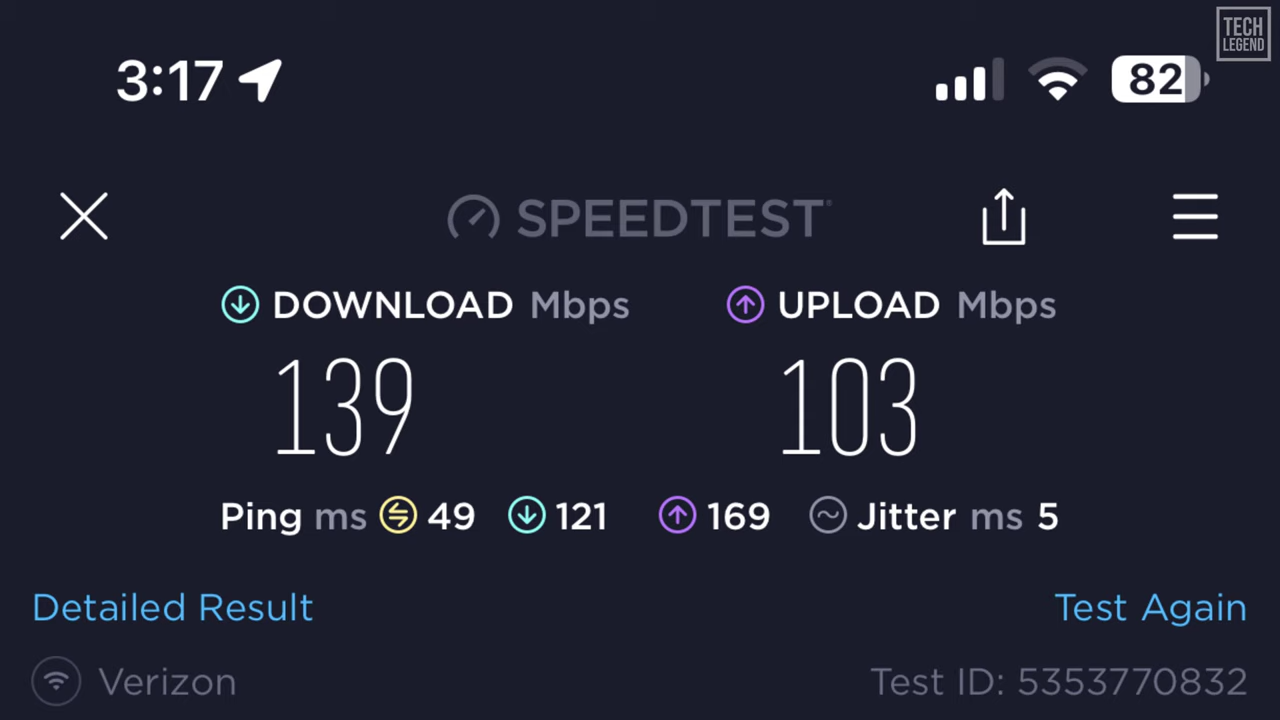 TECH
LEGEND
3:17 82
SPEEDTEST
DOWNLOAD Mbps UPLOAD Mbps
139 103
Ping ms 49 121 169 Jitter ms 5
Detailed Result Test Again
Verizon Test ID: 5353770832